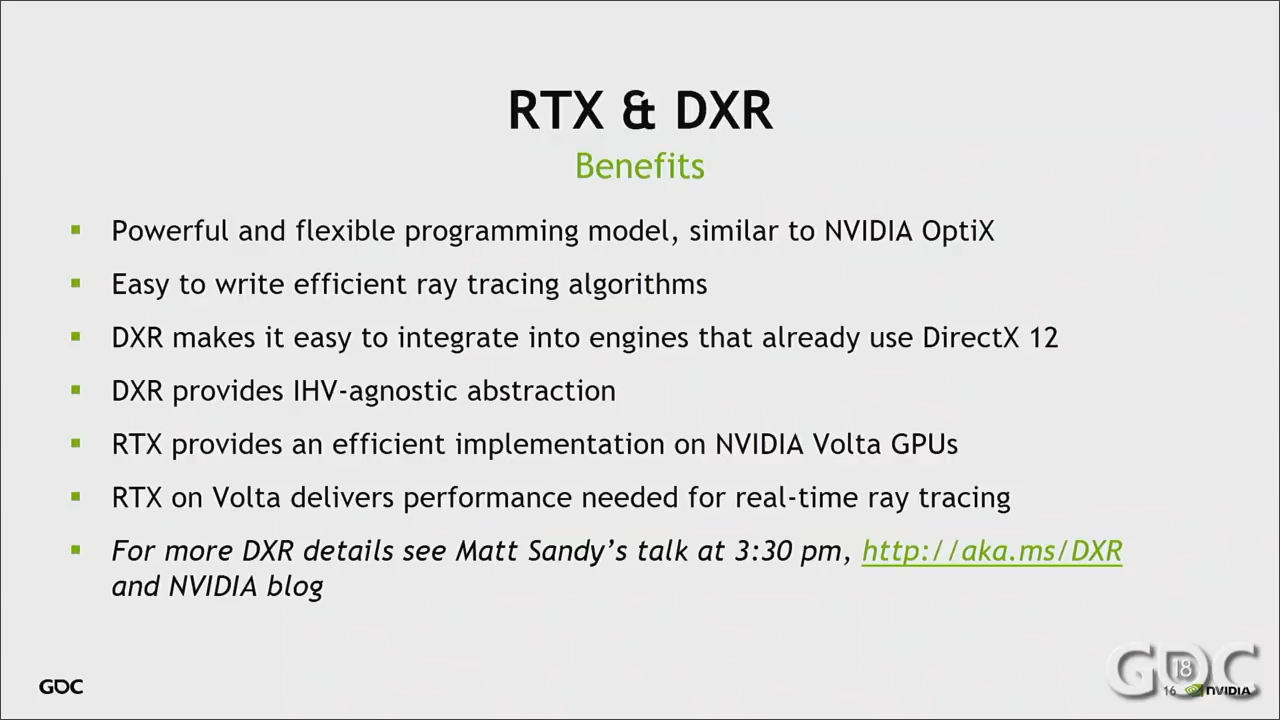 RTX & DXR
Benefits
▪ Powerful and flexible programming model, similar to NVIDIA OptiX
▪ Easy to write efficient ray tracing algorithms
▪ DXR makes it easy to integrate into engines that already use DirectX 12
▪ DXR provides IHV-agnostic abstraction
▪ RTX provides an efficient implementation on NVIDIA Volta GPUs
▪ RTX on Volta delivers performance needed for real-time ray tracing
▪ For more DXR details see Matt Sandy’s talk at 3:30 pm, http://aka.ms/DXR
and NVIDIA blog
GDC
GDC
18
16 NVIDIA